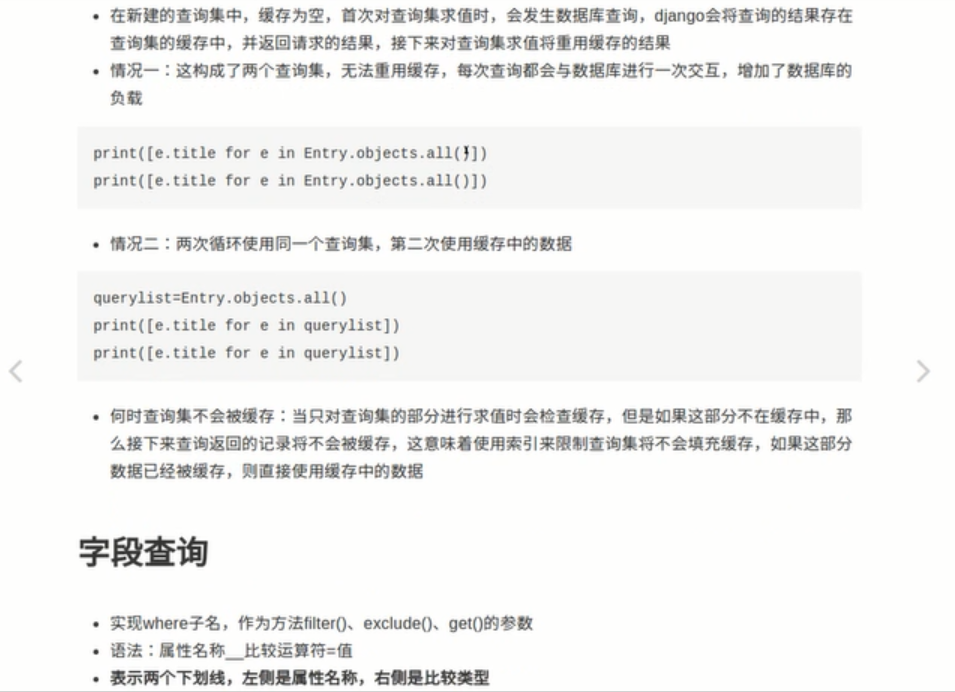 在新建的查询集中，缓存为空，首次对查询集求值时，会发生数据库查询，django会将查询的结果存在
查询集的缓存中，并返回请求的结果，接下来对查询集求值将重用缓存的结果
情况一：这构成了两个查询集，无法重用缓存，每次查询都会与数据库进行一次交互，增加了数据库的
负载
print([e.title for e in Entry.objects.all()])
print([e.title for e in Entry.objects.all()])
情况二：两次循环使用同一个查询集，第二次使用缓存中的数据
querylist=Entry.objects.all()
print([e.title for e in querylist])
print([e.title for e in querylist])
何时查询集不会被缓存：当只对查询集的部分进行求值时会检查缓存，但是如果这部分不在缓存中，那
么接下来查询返回的记录将不会被缓存，这意味着使用索引来限制查询集将不会填充缓存，如果这部分
数据已经被缓存，则直接使用缓存中的数据
字段查询
实现where子名，作为方法filter()、exclude()、get()的参数
语法：属性名称__比较运算符=值
表示两个下划线，左侧是属性名称，右侧是比较类型